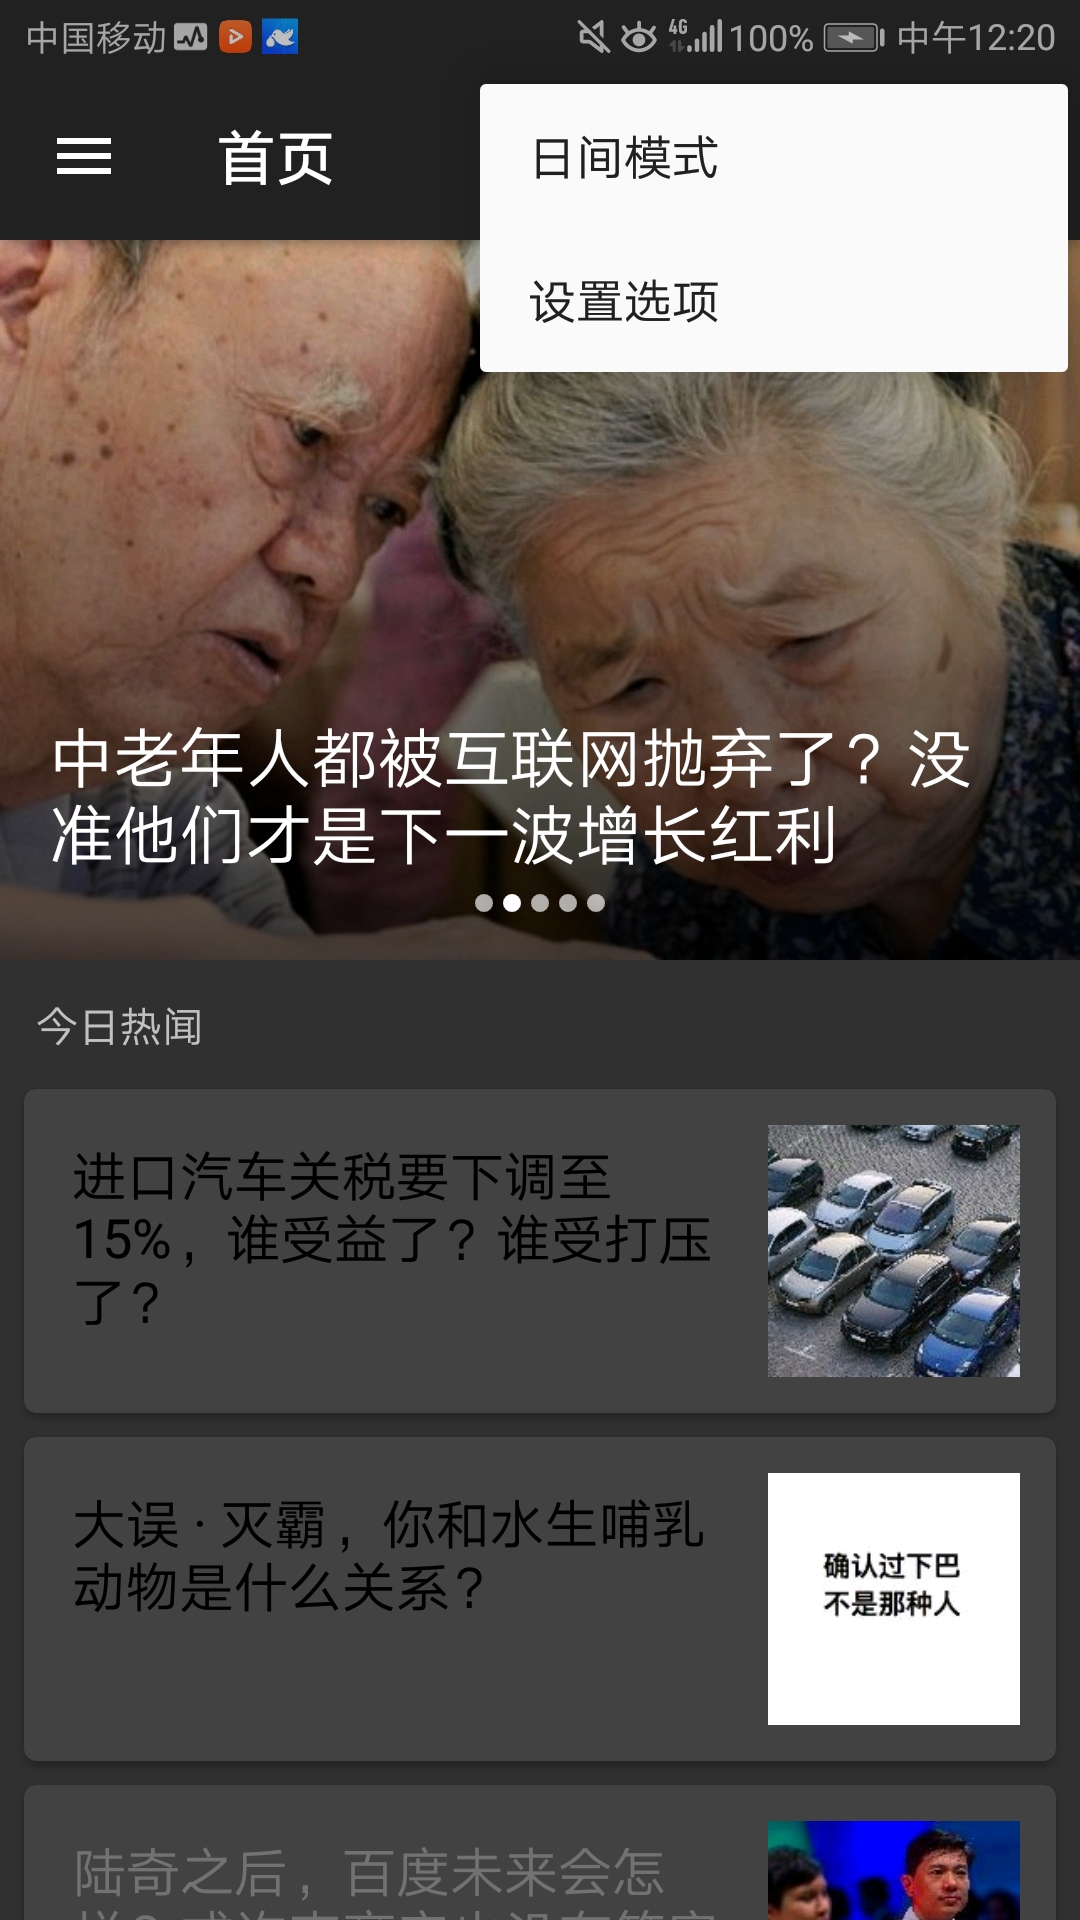 中国移动
4G
100%
中午12:20
首页
日间模式
设置选项
中老年人都被互联网抛弃了？没
准他们才是下一波增长红利
今日热闻
进口汽车关税要下调至
15%，谁受益了？谁受打压
了？
大误 · 灭霸，你和水生哺乳
动物是什么关系？
确认过下巴
不是那种人
陆奇之后，百度未来会怎